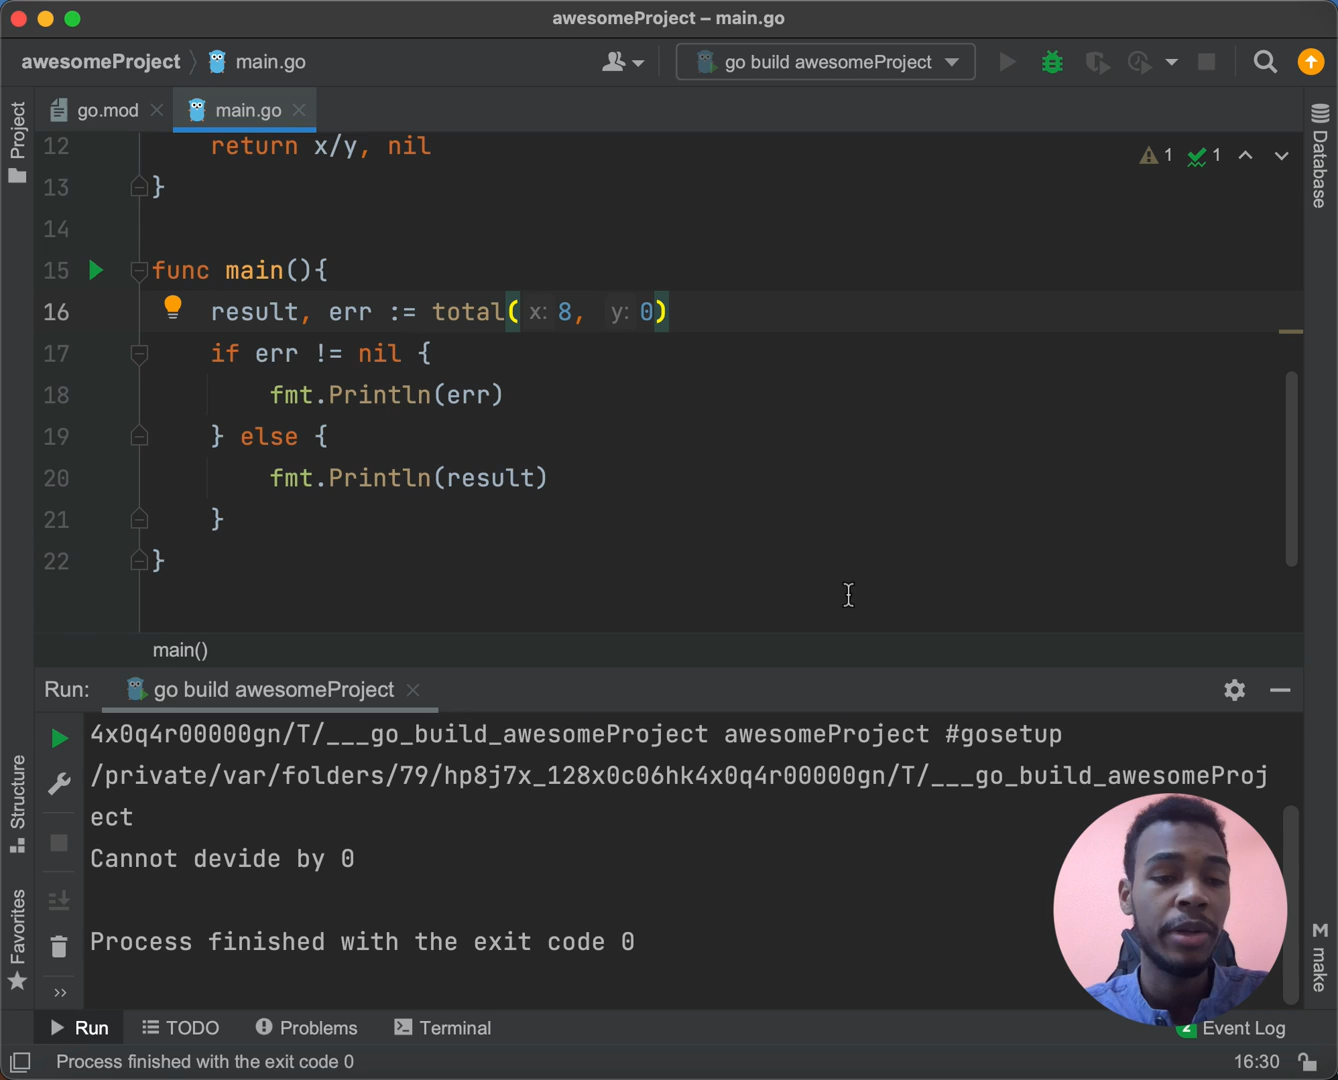 awesomeProject – main.go
awesomeProject main.go go build awesomeProject
go.mod main.go
Project
Database
12 return x/y, nil
13 }
14
15 func main(){
16 result, err := total( x: 8, y: 0)
17 if err != nil {
18 fmt.Println(err)
19 } else {
20 fmt.Println(result)
21 }
22 }
1 1
main()
Run: go build awesomeProject
4x0q4r00000gn/T/___go_build_awesomeProject awesomeProject #gosetup
/private/var/folders/79/hp8j7x_128x0c06hk4x0q4r00000gn/T/___go_build_awesomeProj
ect
Cannot devide by 0
Process finished with the exit code 0
Structure
Favorites
make
Run TODO Problems Terminal 2 Event Log
Process finished with the exit code 0 16:30